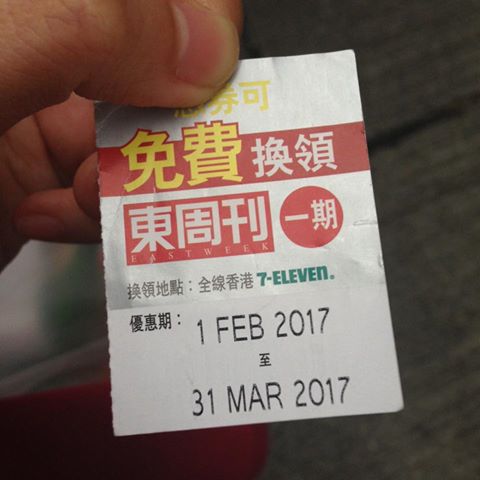 憑券可
免費換領
東周刊 一期
EASTWEEK
換領地點：全線香港 7-ELEVEN®
優惠期： 1 FEB 2017
至
31 MAR 2017